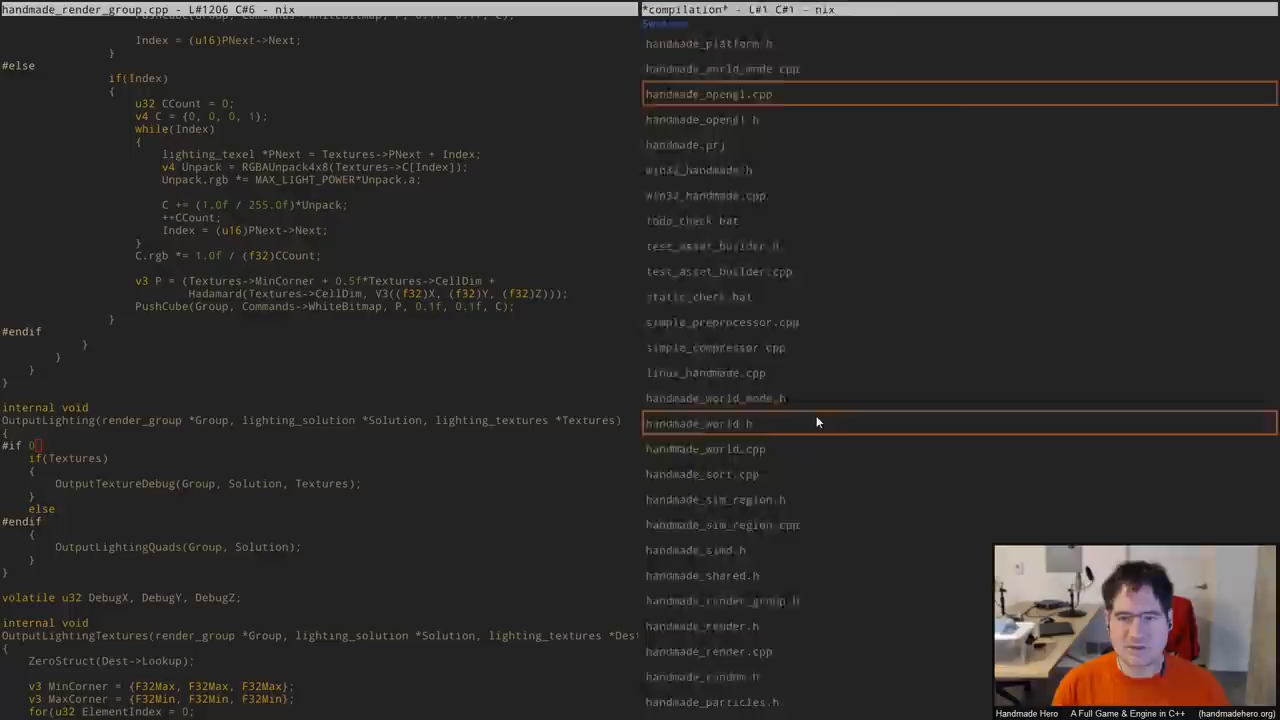 handmade_render_group.cpp - L#1206 C#6 - nix
Index = (u16)PNext->Next;
}
#else
if(Index)
{
u32 CCount = 0;
v4 C = {0, 0, 0, 1};
while(Index)
{
lighting_texel *PNext = Textures->PNext + Index;
v4 Unpack = RGBAUnpack4x8(Textures->C[Index]);
Unpack.rgb *= MAX_LIGHT_POWER*Unpack.a;
C += (1.0f / 255.0f)*Unpack;
++CCount;
Index = (u16)PNext->Next;
}
C.rgb *= 1.0f / (f32)CCount;
v3 P = (Textures->MinCorner + 0.5f*Textures->CellDim +
Hadamard(Textures->CellDim, V3((f32)X, (f32)Y, (f32)Z)));
PushCube(Group, Commands->WhiteBitmap, P, 0.1f, 0.1f, C);
}
#endif
}
}
}
}
internal void
OutputLighting(render_group *Group, lighting_solution *Solution, lighting_textures *Textures)
{
#if 0
if(Textures)
{
OutputTextureDebug(Group, Solution, Textures);
}
else
#endif
{
OutputLightingQuads(Group, Solution);
}
}
volatile u32 DebugX, DebugY, DebugZ;
internal void
OutputLightingTextures(render_group *Group, lighting_solution *Solution, lighting_textures *Dest
{
ZeroStruct(Dest->Lookup);
v3 MinCorner = {F32Max, F32Max, F32Max};
v3 MaxCorner = {F32Min, F32Min, F32Min};
for(u32 ElementIndex = 0;
*compilation* - L#1 C#1 - nix
handmade_platform.h
handmade_world_mode.cpp
handmade_opengl.cpp
handmade_opengl.h
handmade.prj
win32_handmade.h
win32_handmade.cpp
todo_check.bat
test_asset_builder.h
test_asset_builder.cpp
static_check.bat
simple_preprocessor.cpp
simple_compressor.cpp
linux_handmade.cpp
handmade_world_mode.h
handmade_world.h
handmade_world.cpp
handmade_sort.cpp
handmade_sim_region.h
handmade_sim_region.cpp
handmade_simd.h
handmade_shared.h
handmade_render_group.h
handmade_render.h
handmade_render.cpp
handmade_random.h
handmade_particles.h
Handmade Hero A Full Game & Engine in C++ (handmadehero.org)